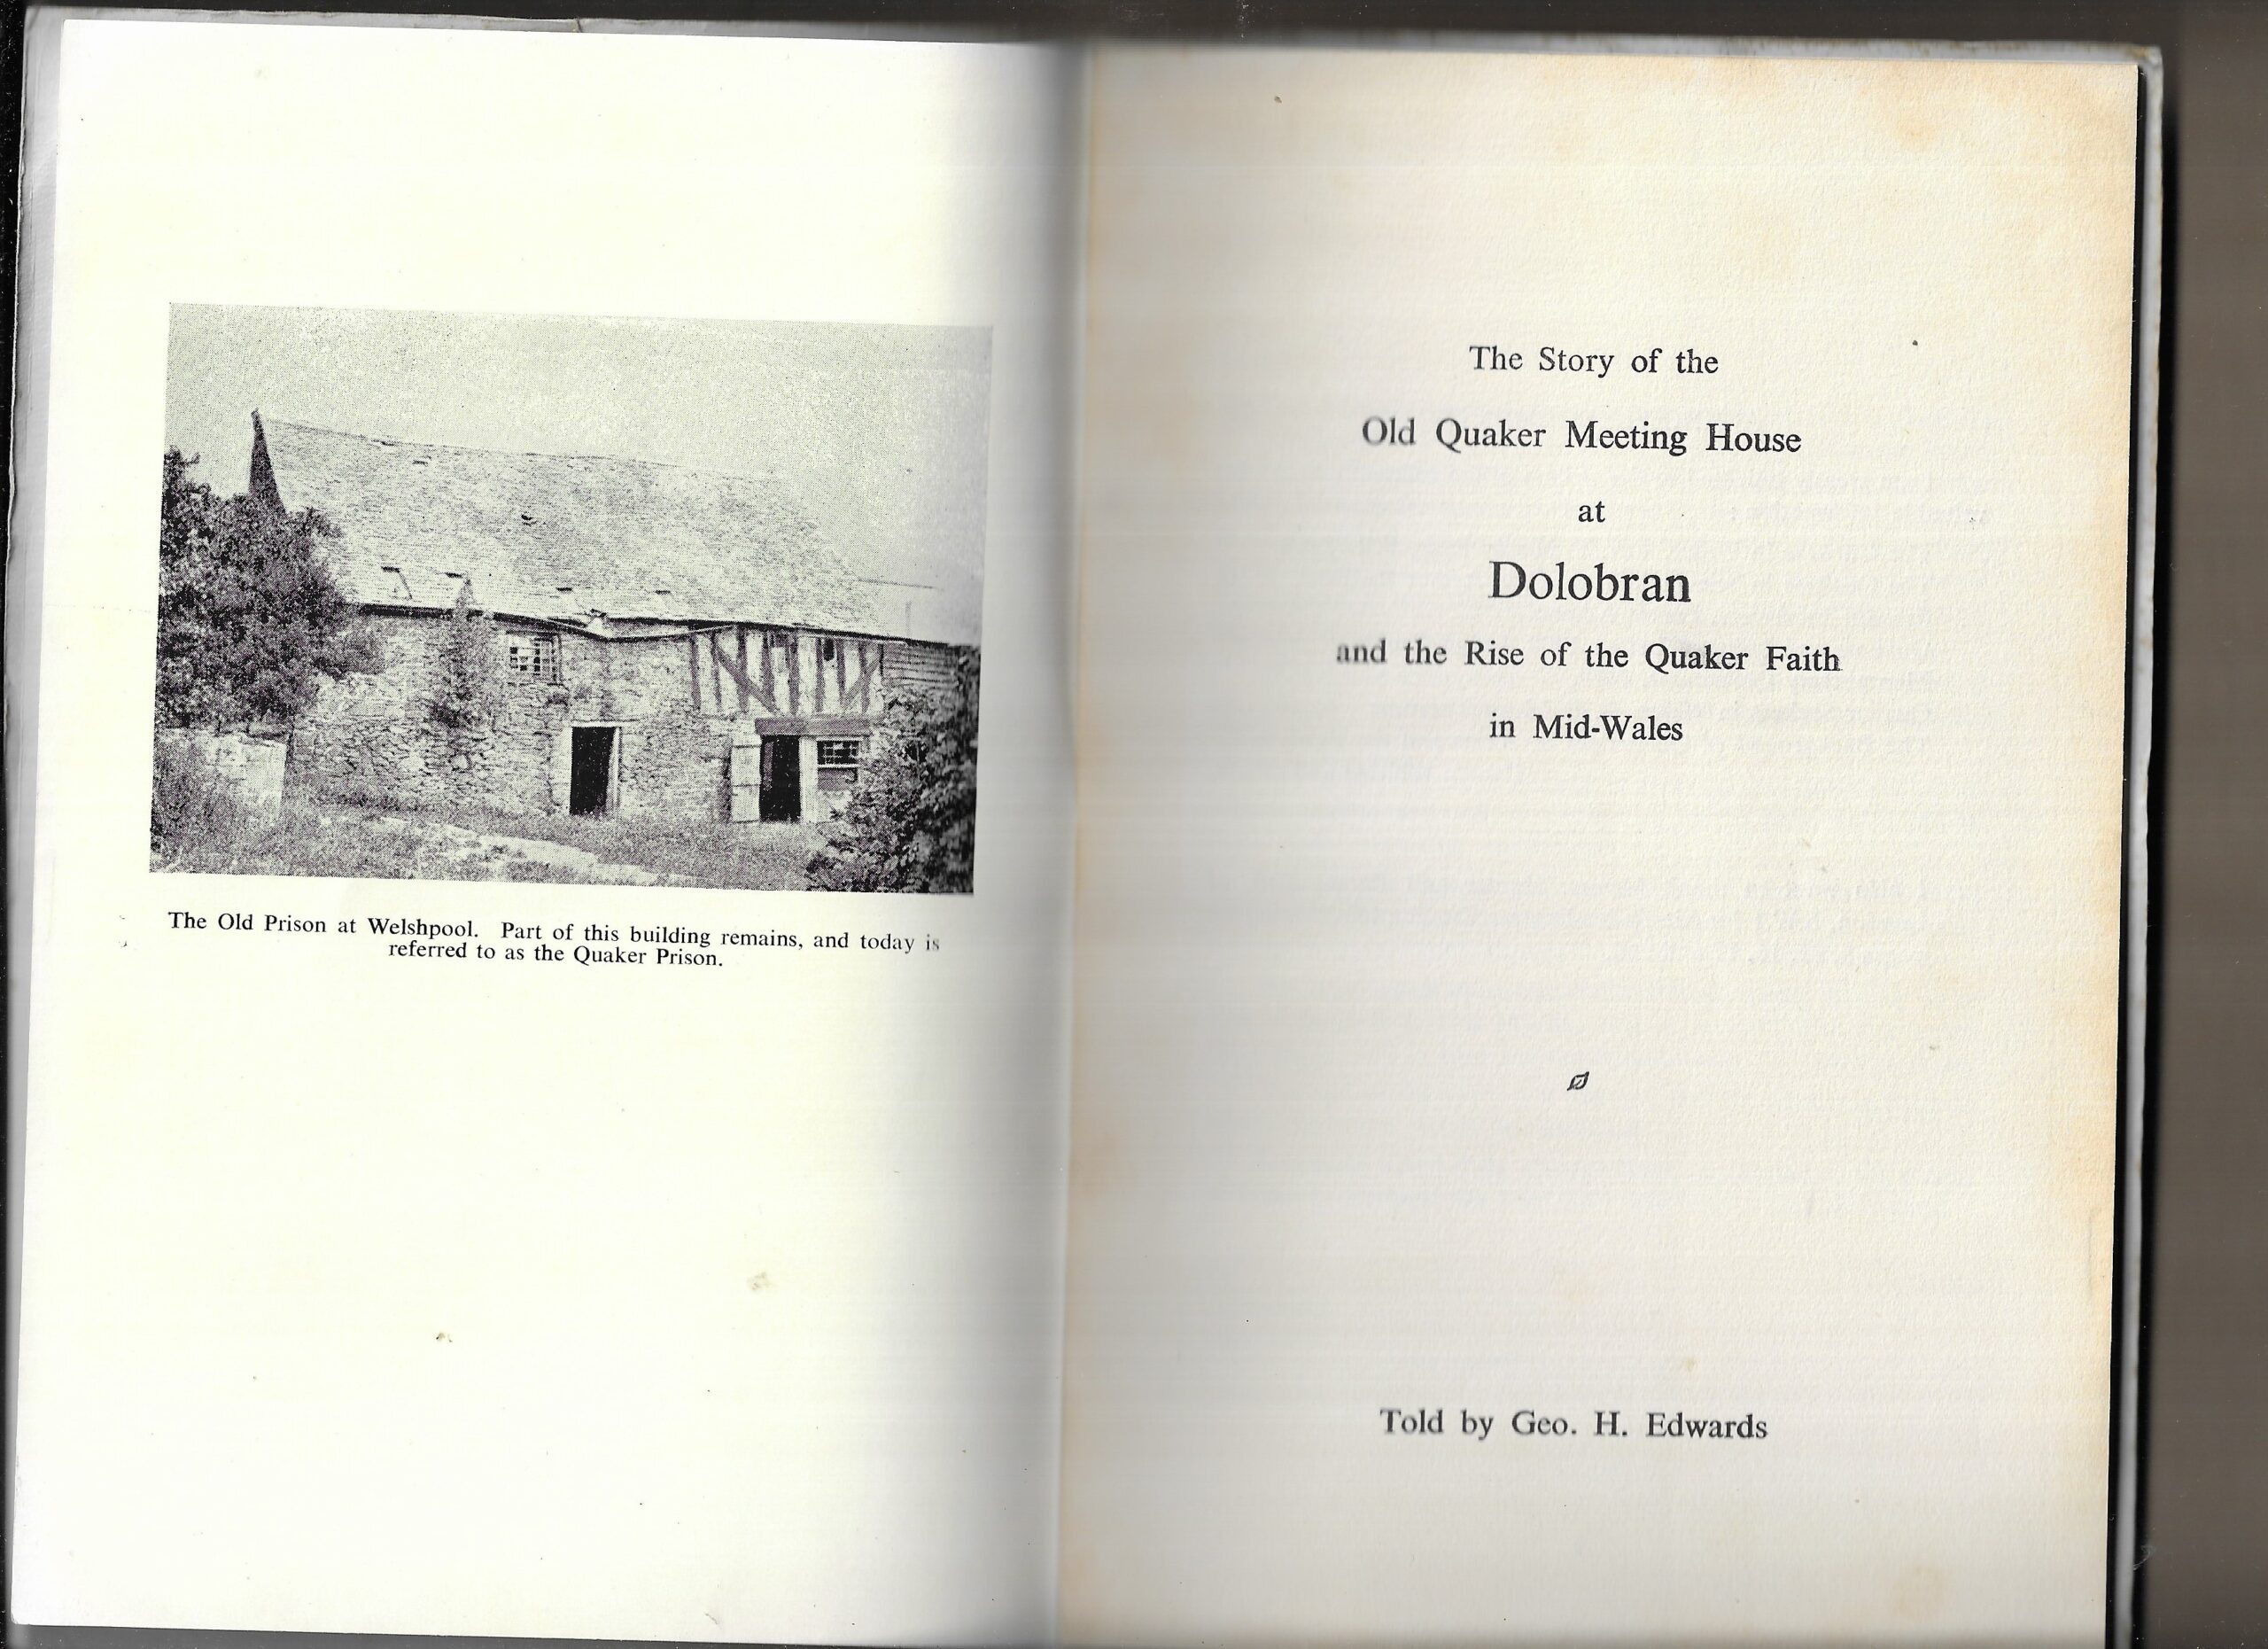 The Old Prison at Welshpool. Part of this building remains, and today is
referred to as the Quaker Prison.
The Story of the
Old Quaker Meeting House
at
Dolobran
and the Rise of the Quaker Faith
in Mid-Wales
Told by Geo. H. Edwards